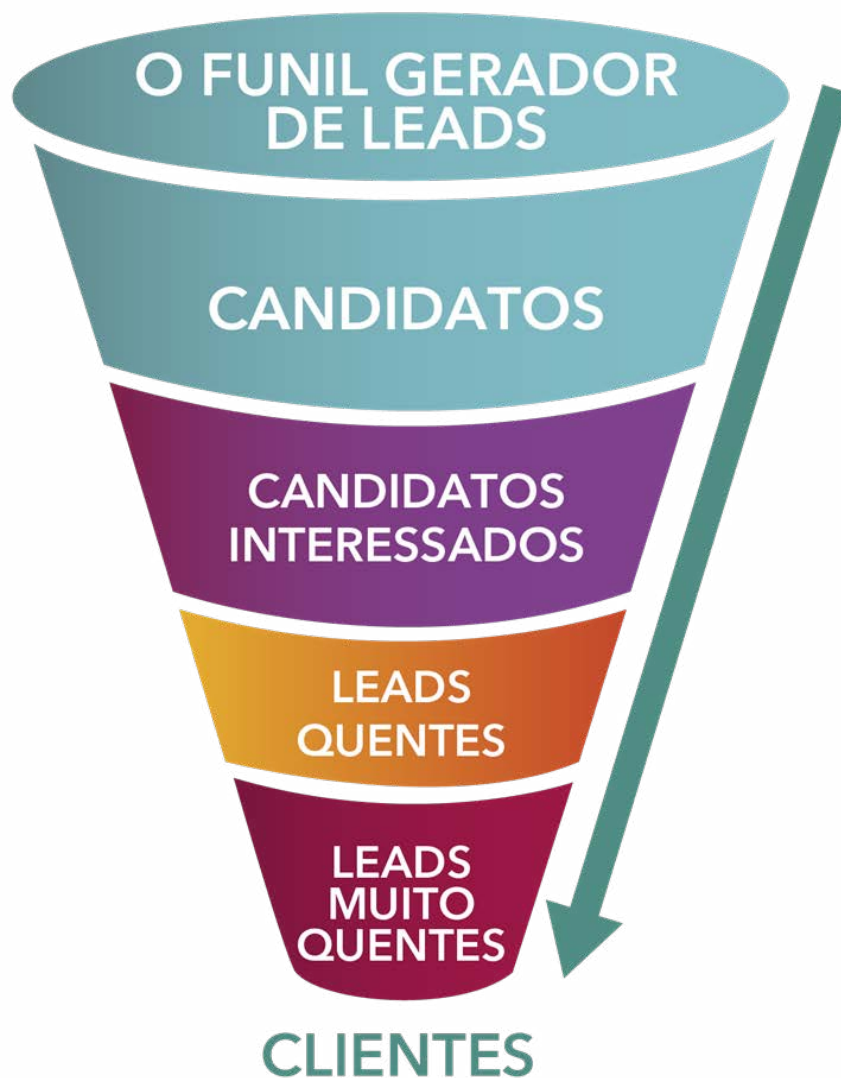 O FUNIL GERADOR
DE LEADS
CANDIDATOS
CANDIDATOS
INTERESSADOS
LEADS
QUENTES
LEADS
MUITO
QUENTES
CLIENTES